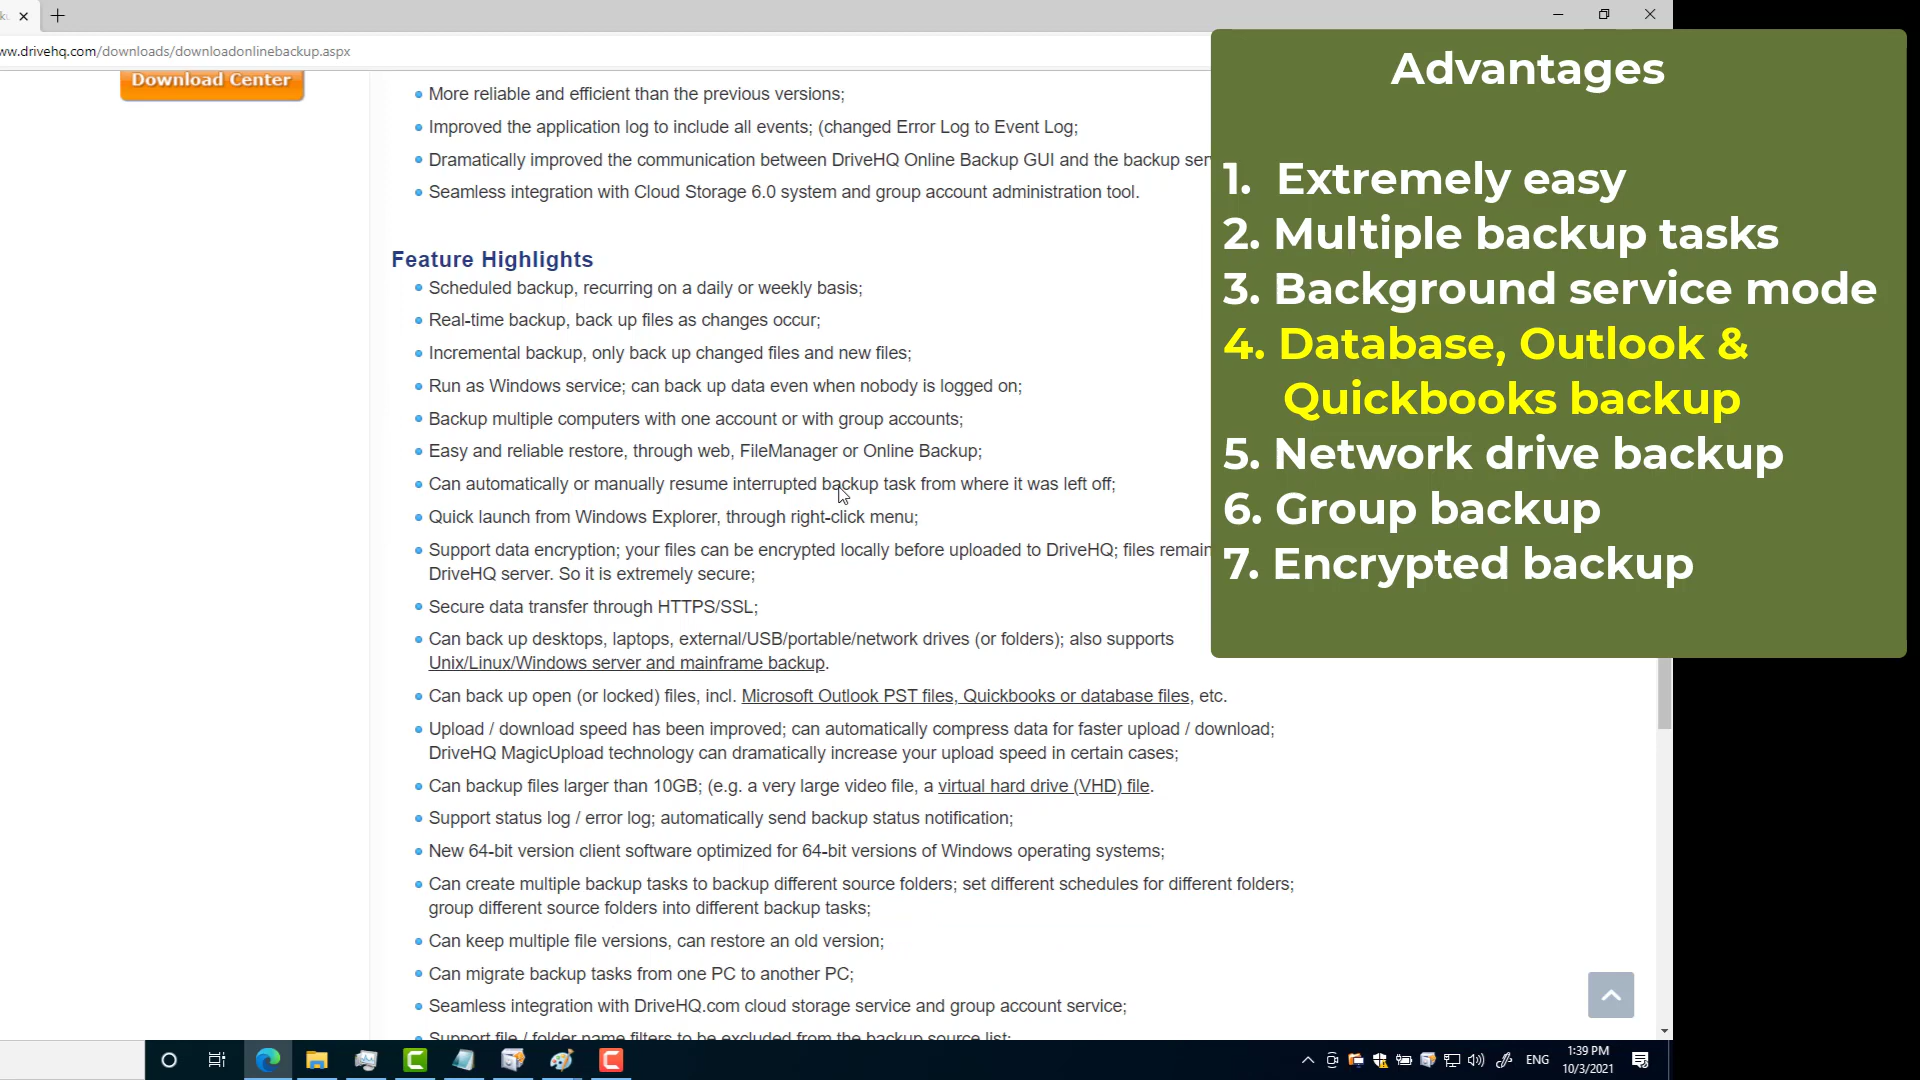 ww.drivehq.com/downloads/downloadonlinebackup.aspx
Download Center
More reliable and efficient than the previous versions;
Improved the application log to include all events; (changed Error Log to Event Log;
Dramatically improved the communication between DriveHQ Online Backup GUI and the backup ser
Seamless integration with Cloud Storage 6.0 system and group account administration tool.
Feature Highlights
Scheduled backup, recurring on a daily or weekly basis;
Real-time backup, back up files as changes occur;
Incremental backup, only back up changed files and new files;
Run as Windows service; can back up data even when nobody is logged on;
Backup multiple computers with one account or with group accounts;
Easy and reliable restore, through web, FileManager or Online Backup;
Can automatically or manually resume interrupted backup task from where it was left off;
Quick launch from Windows Explorer, through right-click menu;
Support data encryption; your files can be encrypted locally before uploaded to DriveHQ; files remain
DriveHQ server. So it is extremely secure;
Secure data transfer through HTTPS/SSL;
Can back up desktops, laptops, external/USB/portable/network drives (or folders); also supports
Unix/Linux/Windows server and mainframe backup.
Can back up open (or locked) files, incl. Microsoft Outlook PST files, Quickbooks or database files, etc.
Upload / download speed has been improved; can automatically compress data for faster upload / download;
DriveHQ MagicUpload technology can dramatically increase your upload speed in certain cases;
Can backup files larger than 10GB; (e.g. a very large video file, a virtual hard drive (VHD) file.
Support status log / error log; automatically send backup status notification;
New 64-bit version client software optimized for 64-bit versions of Windows operating systems;
Can create multiple backup tasks to backup different source folders; set different schedules for different folders;
group different source folders into different backup tasks;
Can keep multiple file versions, can restore an old version;
Can migrate backup tasks from one PC to another PC;
Seamless integration with DriveHQ.com cloud storage service and group account service;
Support file / folder name filters to be excluded from the backup source list;
Advantages
1. Extremely easy
2. Multiple backup tasks
3. Background service mode
4. Database, Outlook &
Quickbooks backup
5. Network drive backup
6. Group backup
7. Encrypted backup
ENG
1:39 PM
10/3/2021